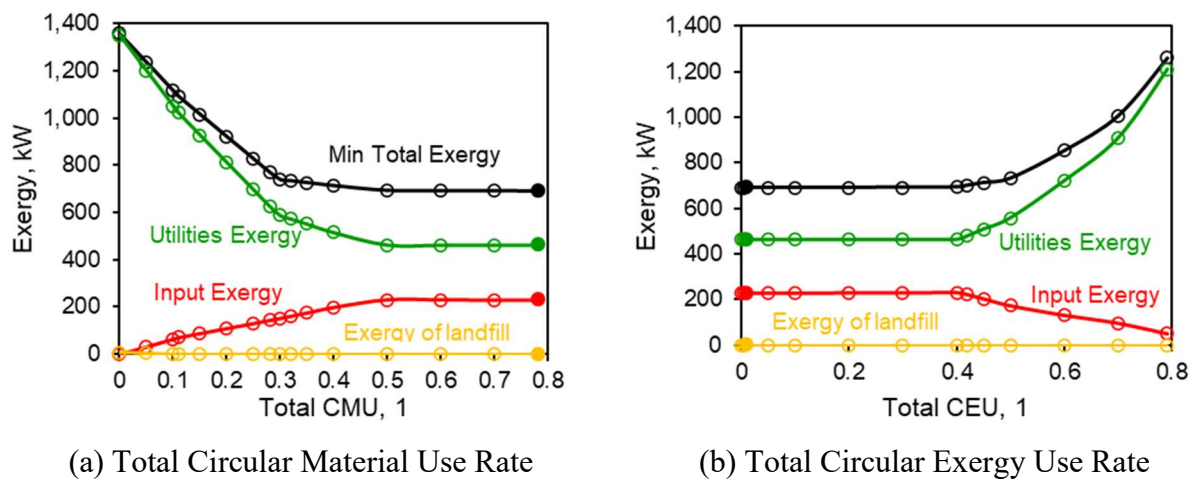 1,400
1,200
1,000
800
600
400
200
0
Exergy, kW
Min Total Exergy
Utilities Exergy
Input Exergy
Exergy of landfill
0 0.1 0.2 0.3 0.4 0.5 0.6 0.7 0.8
Total CMU, 1
(a) Total Circular Material Use Rate
1,400
1,200
1,000
800
600
400
200
0
Exergy, kW
Utilities Exergy
Input Exergy
Exergy of landfill
0 0.2 0.4 0.6 0.8
Total CEU, 1
(b) Total Circular Exergy Use Rate